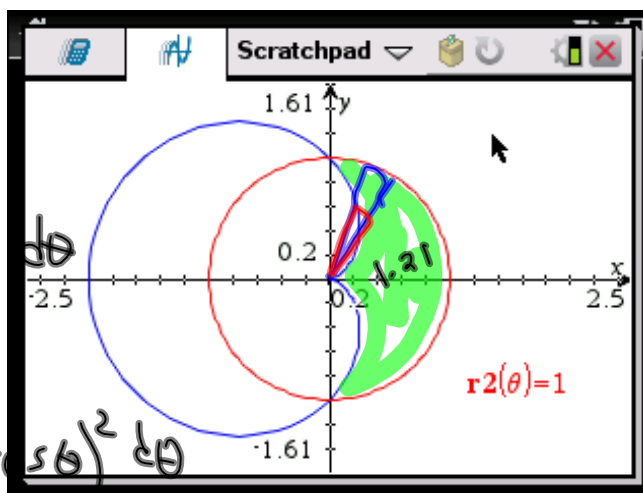 Scratchpad
1.61 y
dθ
0.2
1.21
x
-2.5 0.2 2.5
r2(θ)=1
-1.61
osθ)² dθ